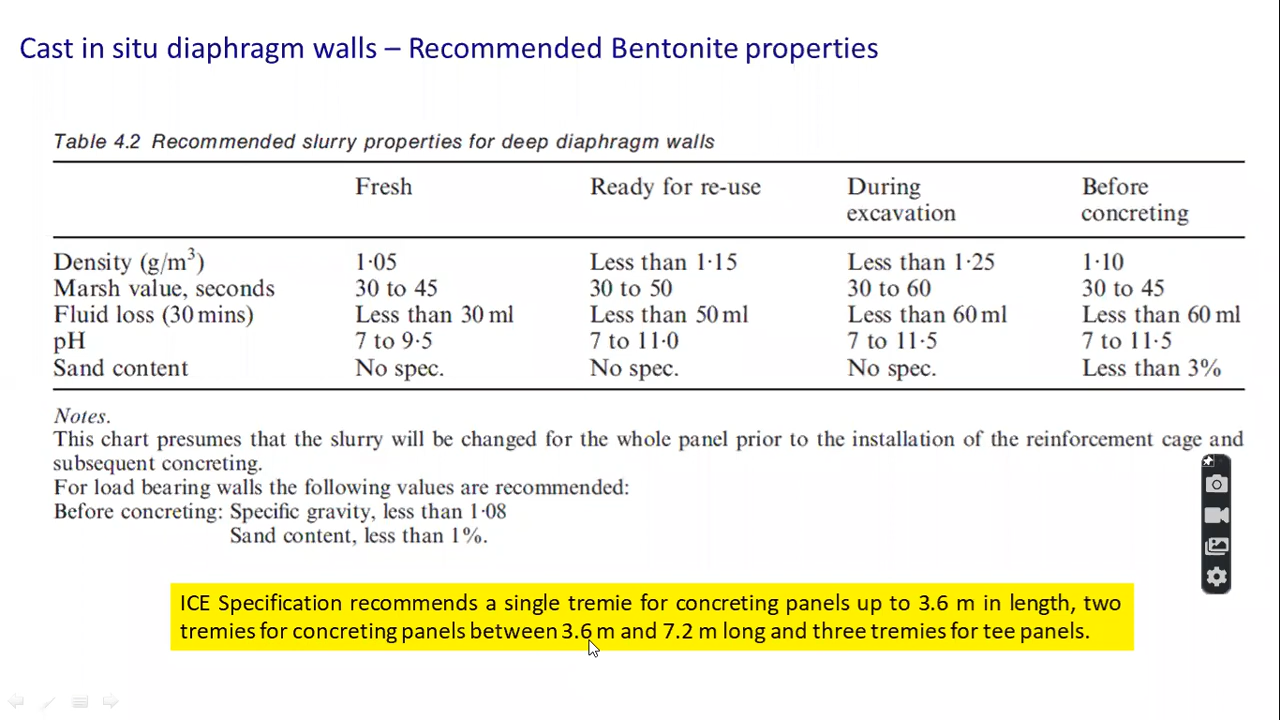 Cast in situ diaphragm walls – Recommended Bentonite properties
Table 4.2 Recommended slurry properties for deep diaphragm walls
Fresh Ready for re-use During excavation Before concreting
Density (g/m³) 1·05 Less than 1·15 Less than 1·25 1·10
Marsh value, seconds 30 to 45 30 to 50 30 to 60 30 to 45
Fluid loss (30 mins) Less than 30 ml Less than 50 ml Less than 60 ml Less than 60 ml
pH 7 to 9·5 7 to 11·0 7 to 11·5 7 to 11·5
Sand content No spec. No spec. No spec. Less than 3%
Notes.
This chart presumes that the slurry will be changed for the whole panel prior to the installation of the reinforcement cage and
subsequent concreting.
For load bearing walls the following values are recommended:
Before concreting: Specific gravity, less than 1·08
Sand content, less than 1%.
ICE Specification recommends a single tremie for concreting panels up to 3.6 m in length, two
tremies for concreting panels between 3.6 m and 7.2 m long and three tremies for tee panels.